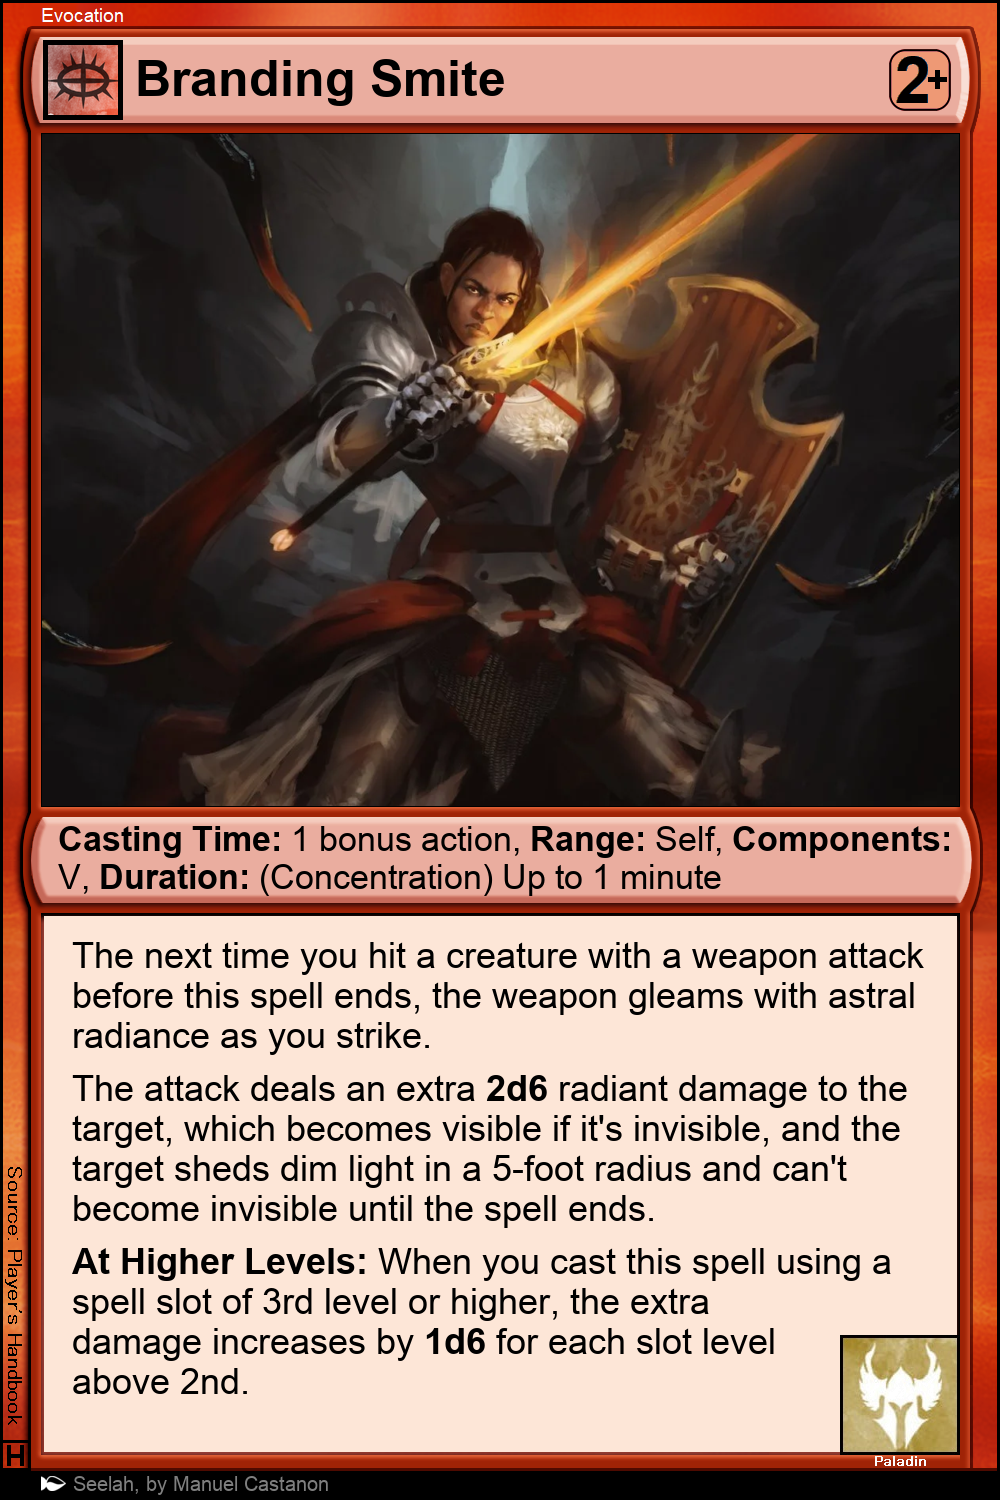 Evocation
Branding Smite
2+
Casting Time: 1 bonus action, Range: Self, Components:
V, Duration: (Concentration) Up to 1 minute
The next time you hit a creature with a weapon attack
before this spell ends, the weapon gleams with astral
radiance as you strike.
The attack deals an extra 2d6 radiant damage to the
target, which becomes visible if it's invisible, and the
target sheds dim light in a 5-foot radius and can't
become invisible until the spell ends.
At Higher Levels: When you cast this spell using a
spell slot of 3rd level or higher, the extra
damage increases by 1d6 for each slot level
above 2nd.
Source: Player's Handbook
H
Paladin
Seelah, by Manuel Castanon